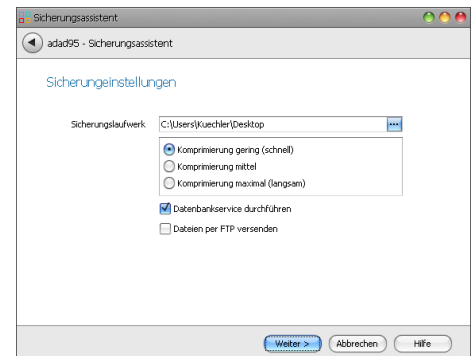 Sicherungsassistent
adad95 - Sicherungsassistent
Sicherungeinstellungen
Sicherungslaufwerk C:\Users\Kuechler\Desktop ...
Komprimierung gering (schnell)
Komprimierung mittel
Komprimierung maximal (langsam)
Datenbankservice durchführen
Dateien per FTP versenden
Weiter > Abbrechen Hilfe